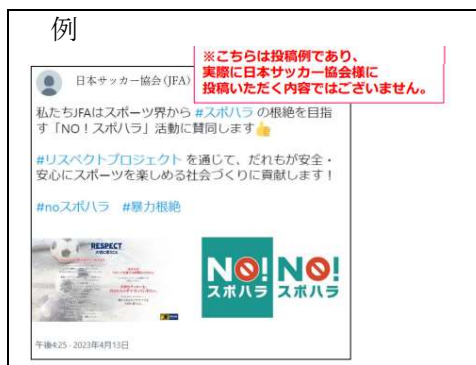 例
※こちらは投稿例であり、
実際に日本サッカー協会様に
投稿いただく内容ではございません。
日本サッカー協会(JFA)
私たちJFAはスポーツ界から #スポハラ の根絶を目指
す「NO！スポハラ」活動に賛同します👍
#リスペクトプロジェクト を通じて、だれもが安全・
安心にスポーツを楽しめる社会づくりに貢献します！
#noスポハラ #暴力根絶
RESPECT
NO! NO!
スポハラ スポハラ
午後4:25 · 2023年4月13日